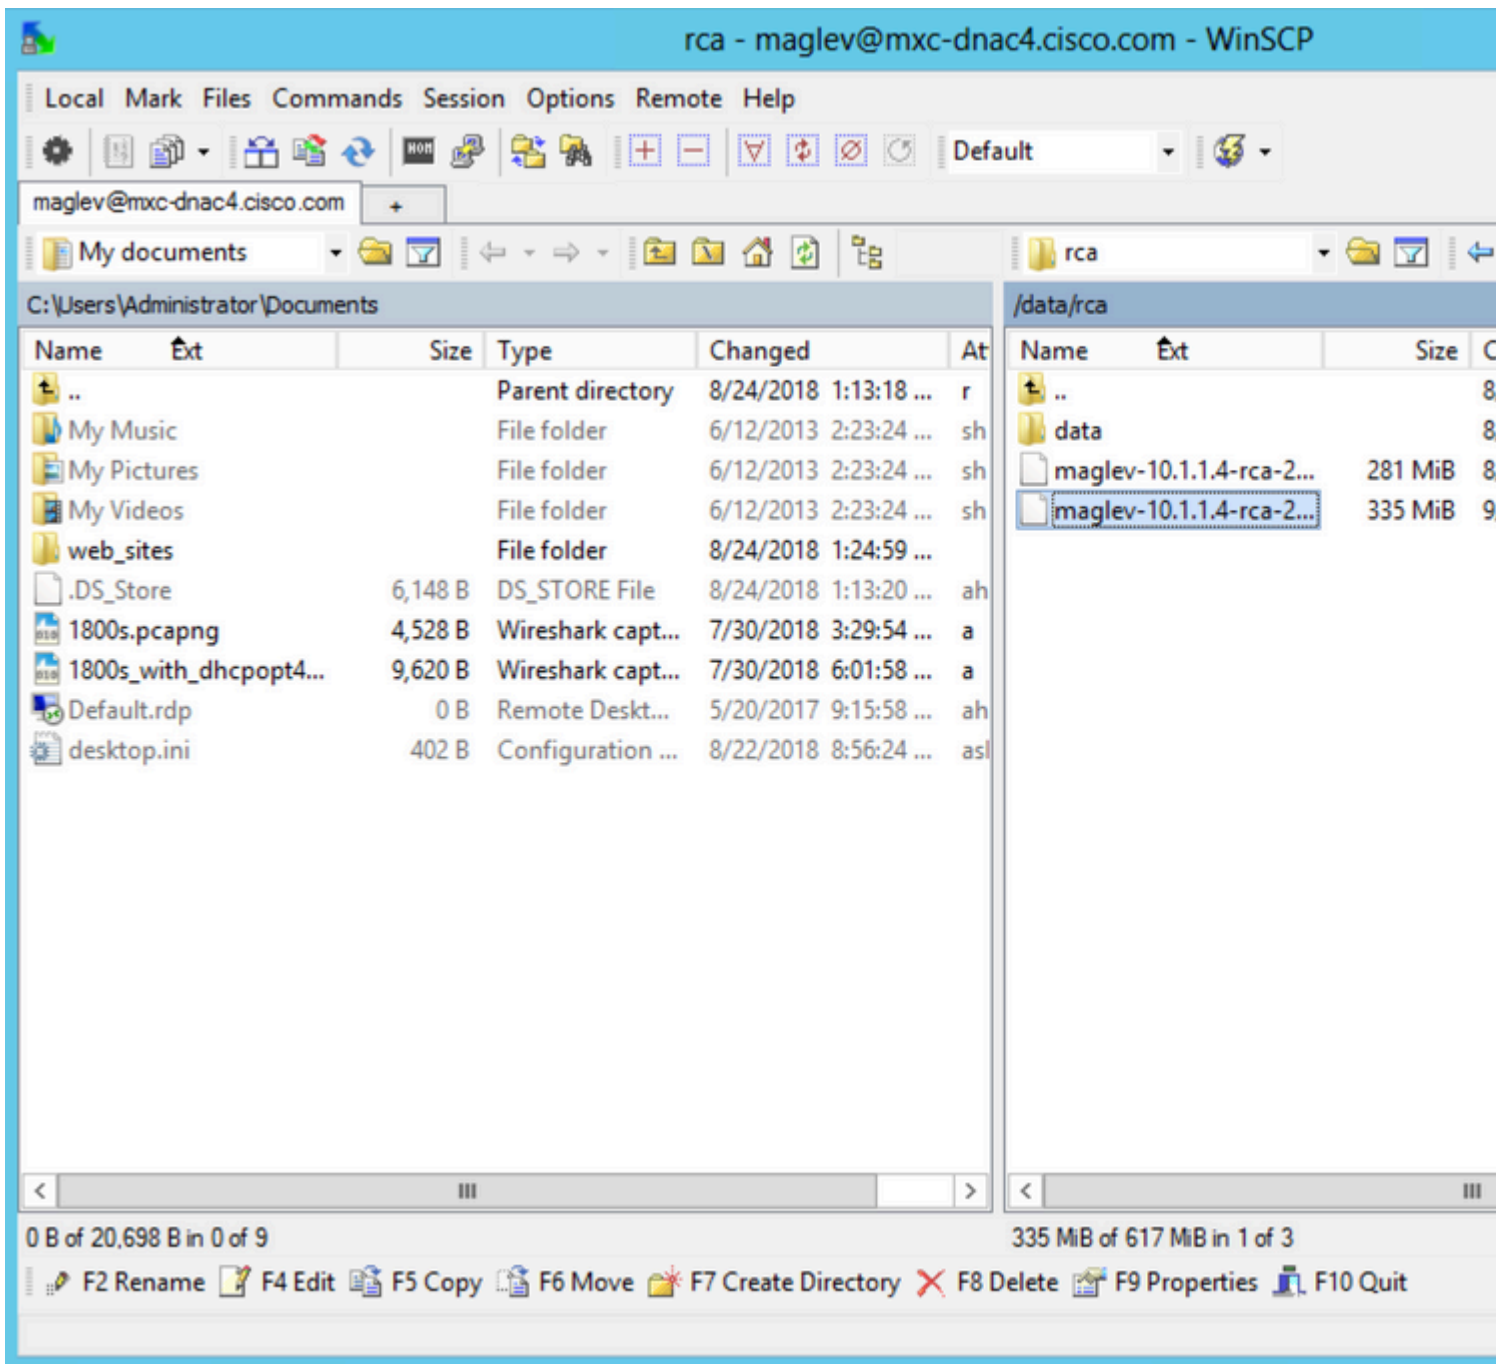 rca - maglev@mxc-dnac4.cisco.com - WinSCP
Local Mark Files Commands Session Options Remote Help
Default
maglev@mxc-dnac4.cisco.com +
My documents rca
C:\Users\Administrator\Documents /data/rca
Name Ext Size Type Changed At Name Ext Size C
.. Parent directory 8/24/2018 1:13:18 ... r .. 8/
My Music File folder 6/12/2013 2:23:24 ... sh data 8/
My Pictures File folder 6/12/2013 2:23:24 ... sh maglev-10.1.1.4-rca-2... 281 MiB 8/
My Videos File folder 6/12/2013 2:23:24 ... sh maglev-10.1.1.4-rca-2... 335 MiB 9/
web_sites File folder 8/24/2018 1:24:59 ...
.DS_Store 6,148 B DS_STORE File 8/24/2018 1:13:20 ... ah
1800s.pcapng 4,528 B Wireshark capt... 7/30/2018 3:29:54 ... a
1800s_with_dhcpopt4... 9,620 B Wireshark capt... 7/30/2018 6:01:58 ... a
Default.rdp 0 B Remote Deskt... 5/20/2017 9:15:58 ... ah
desktop.ini 402 B Configuration ... 8/22/2018 8:56:24 ... asl
0 B of 20,698 B in 0 of 9 335 MiB of 617 MiB in 1 of 3
F2 Rename F4 Edit F5 Copy F6 Move F7 Create Directory F8 Delete F9 Properties F10 Quit